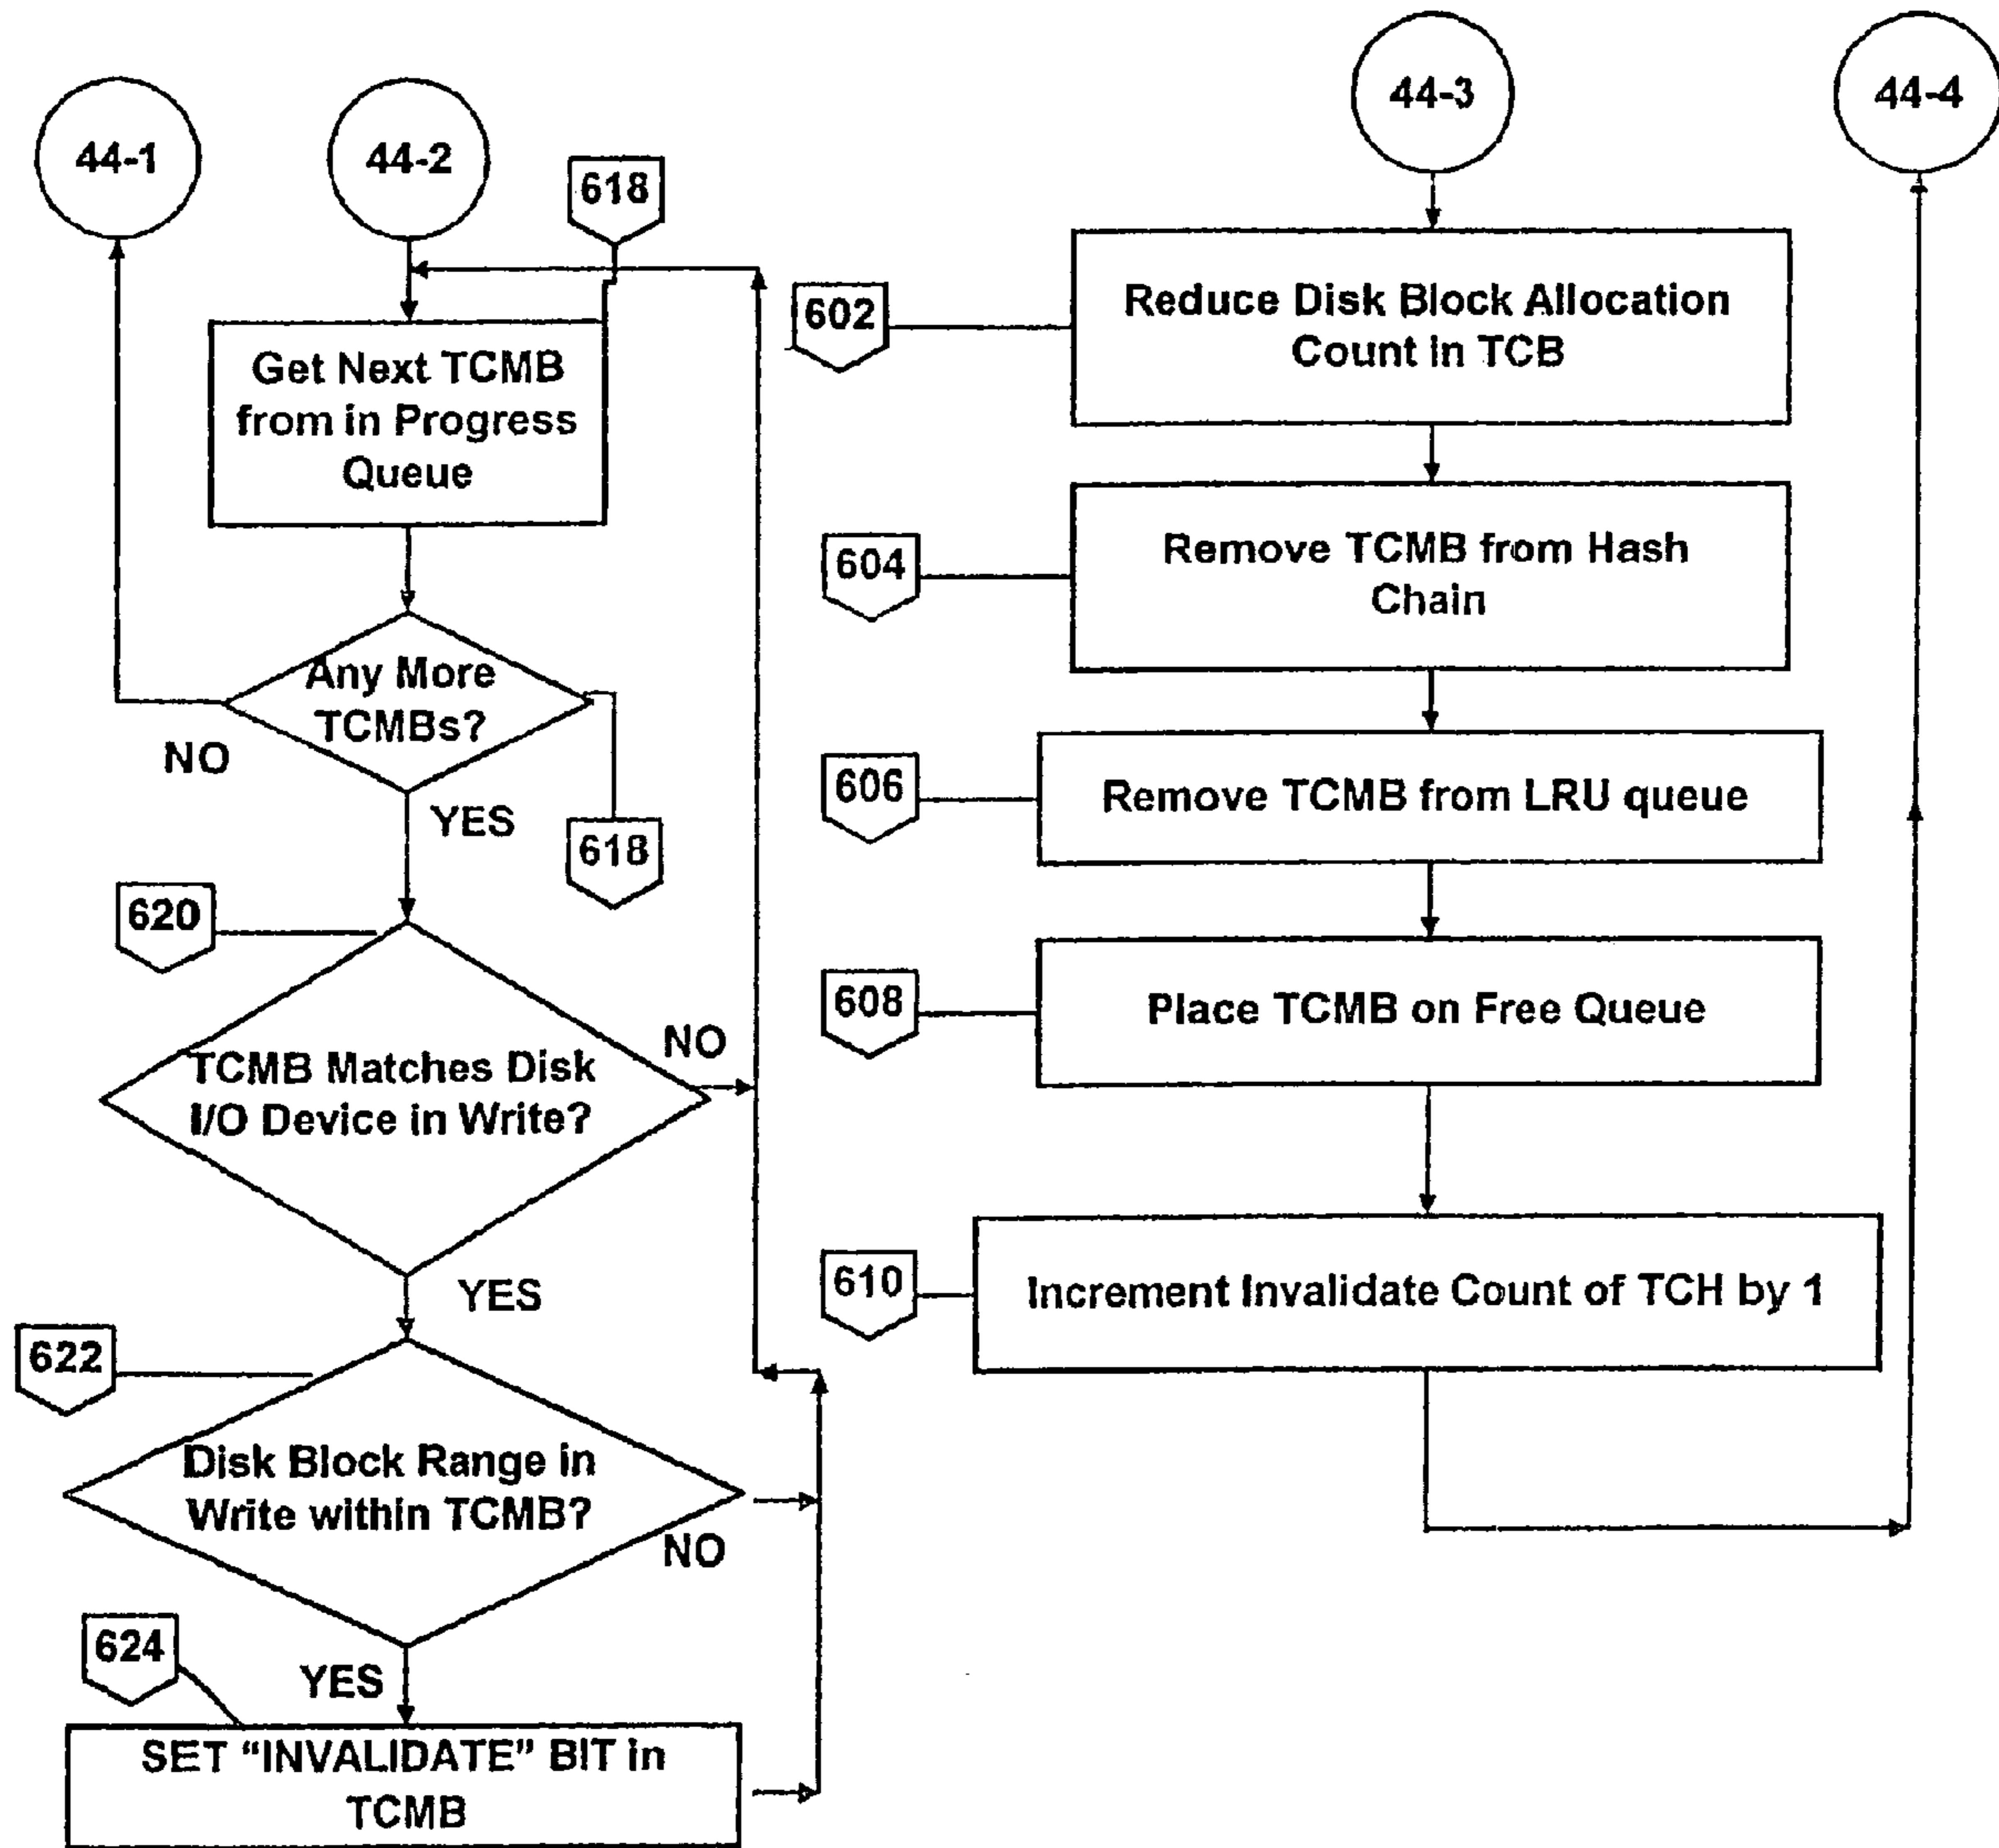 44-1
44-2
618
Get Next TCMB
from in Progress
Queue
Any More
TCMBs?
NO
YES
618
620
TCMB Matches Disk
I/O Device in Write?
NO
YES
622
Disk Block Range in
Write within TCMB?
NO
YES
624
SET “INVALIDATE” BIT in
TCMB
44-3
44-4
602
Reduce Disk Block Allocation
Count in TCB
604
Remove TCMB from Hash
Chain
606
Remove TCMB from LRU queue
608
Place TCMB on Free Queue
610
Increment Invalidate Count of TCH by 1